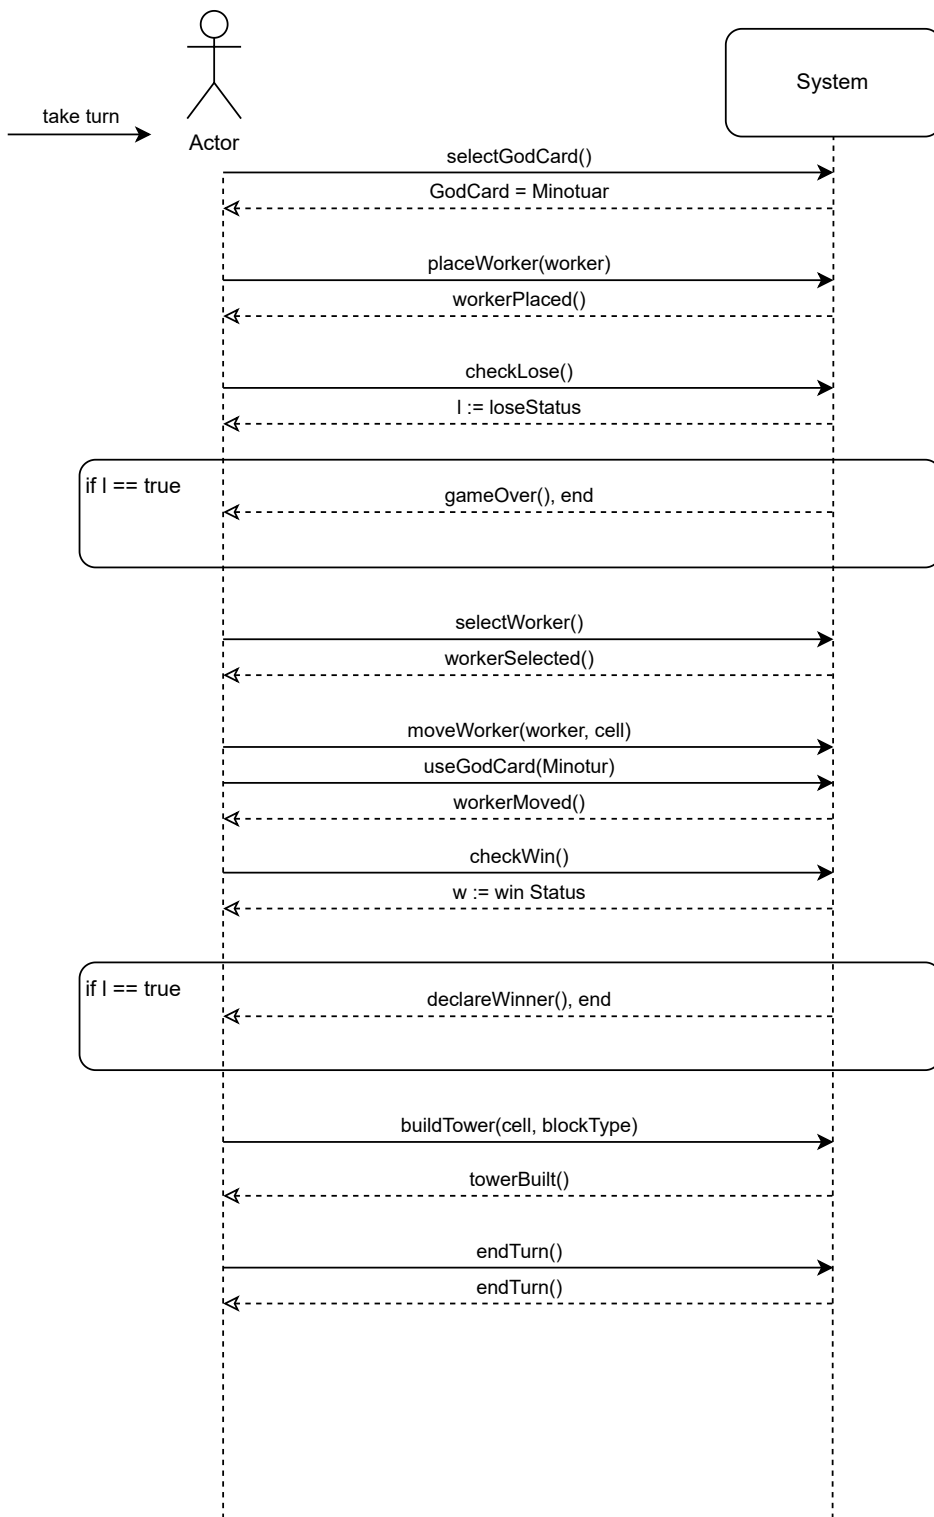 System
take turn
Actor
selectGodCard()
GodCard = Minotuar
placeWorker(worker)
workerPlaced()
checkLose()
l := loseStatus
if l == true
gameOver(), end
selectWorker()
workerSelected()
moveWorker(worker, cell)
useGodCard(Minotur)
workerMoved()
checkWin()
w := win Status
if l == true
declareWinner(), end
buildTower(cell, blockType)
towerBuilt()
endTurn()
endTurn()